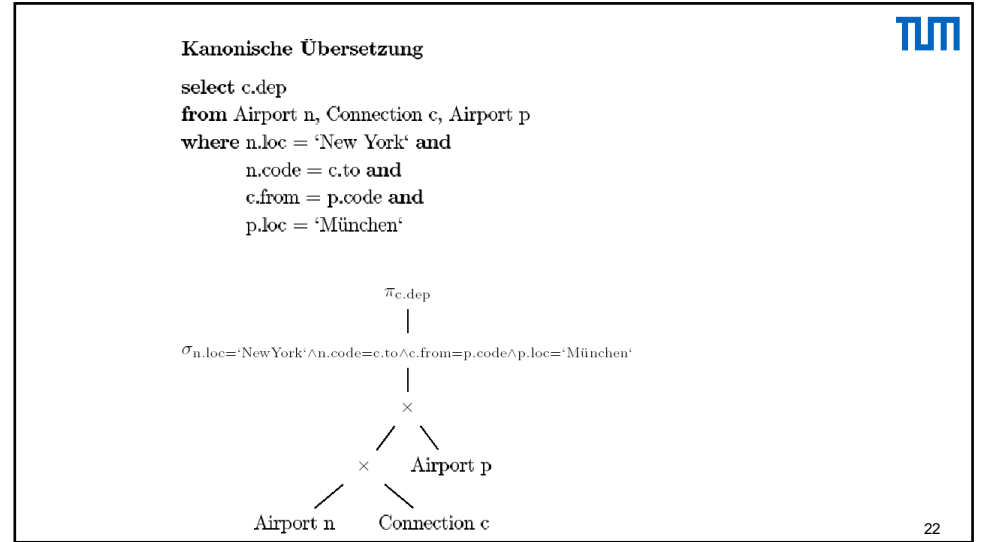 TUM
Kanonische Übersetzung
select c.dep
from Airport n, Connection c, Airport p
where n.loc = ‘New York‘ and
n.code = c.to and
c.from = p.code and
p.loc = ‘München‘
πc.dep
σn.loc=‘NewYork‘∧n.code=c.to∧c.from=p.code∧p.loc=‘München‘
×
× Airport p
Airport n Connection c
22